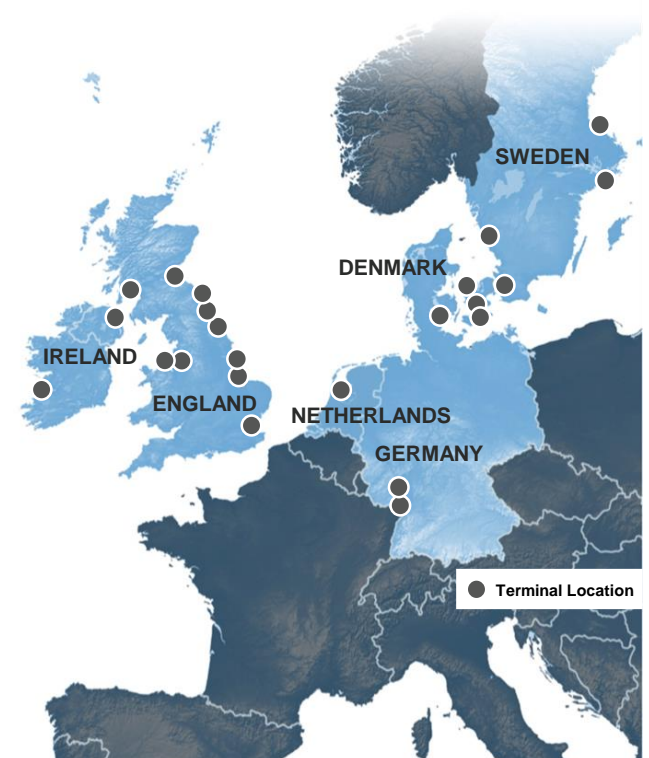 SWEDEN
DENMARK
IRELAND
ENGLAND
NETHERLANDS
GERMANY
Terminal Location